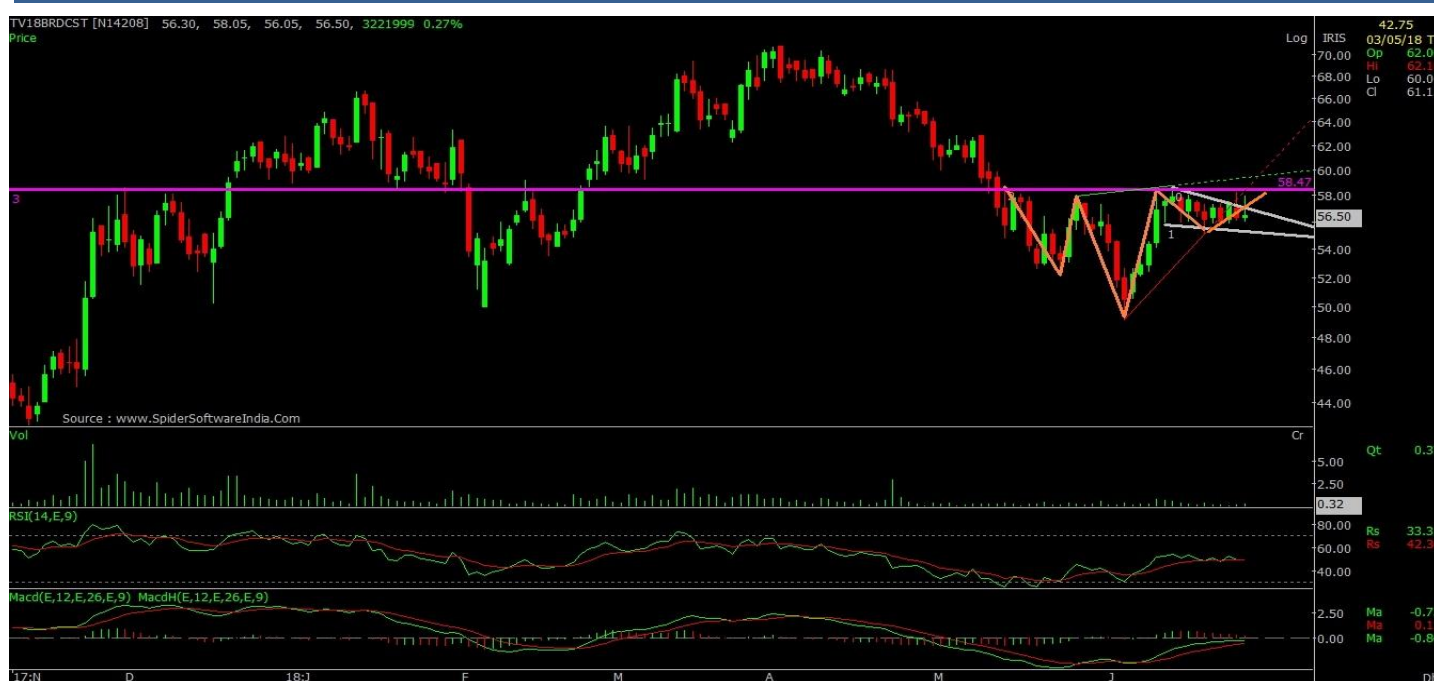 TV18BRDCST [N14208] 56.30, 58.05, 56.05, 56.50, 3221999 0.27%
Price
Log
IRIS
42.75
03/05/18 T
Op 62.0
Hi 62.1
Lo 60.0
Cl 61.1
70.00
68.00
66.00
64.00
62.00
60.00
58.47
58.00
3
0
56.50
1
54.00
52.00
50.00
48.00
46.00
44.00
Source : www.SpiderSoftwareIndia.Com
Vol
Cr
Qt 0.3
5.00
2.50
0.32
RSI(14,E,9)
80.00
60.00
40.00
Rs 33.3
Rs 42.3
Macd(E,12,E,26,E,9) MacdH(E,12,E,26,E,9)
2.50
0.00
Ma -0.7
Ma 0.1
Ma -0.8
'17:N D 18:J F M A M J